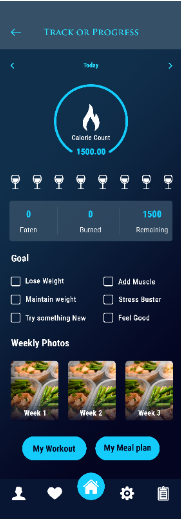 Track or Progress
Today
Calorie Count
1500.00
0 0 1500
Eaten Burned Remaining
Goal
Lose Weight Add Muscle
Maintain weight Stress Buster
Try something New Feel Good
Weekly Photos
Week 1 Week 2 Week 3
My Workout My Meal plan